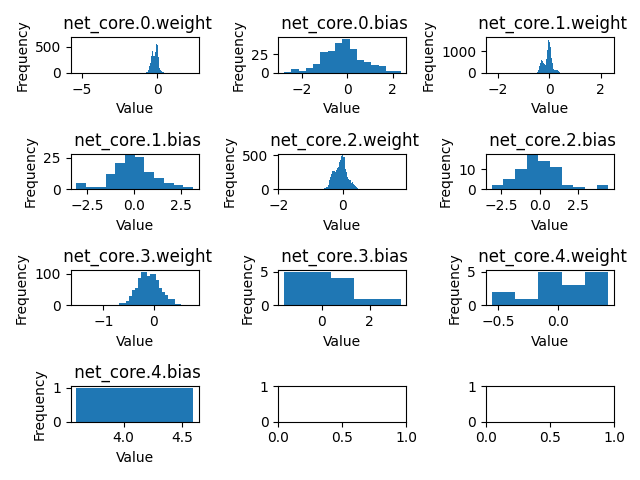 net_core.0.weight
net_core.0.bias
net_core.1.weight
Frequency
500
0
−5
0
Value
Frequency
25
0
−2
0
2
Value
Frequency
1000
0
−2
0
2
Value
net_core.1.bias
net_core.2.weight
net_core.2.bias
Frequency
25
0
−2.5
0.0
2.5
Value
Frequency
500
0
−2
0
Value
Frequency
10
0
−2.5
0.0
2.5
Value
net_core.3.weight
net_core.3.bias
net_core.4.weight
Frequency
100
0
−1
0
Value
Frequency
5
0
0
2
Value
Frequency
5
0
−0.5
0.0
Value
net_core.4.bias
Frequency
1
0
4.0
4.5
Value
1
0
0.0
0.5
1.0
1
0
0.0
0.5
1.0